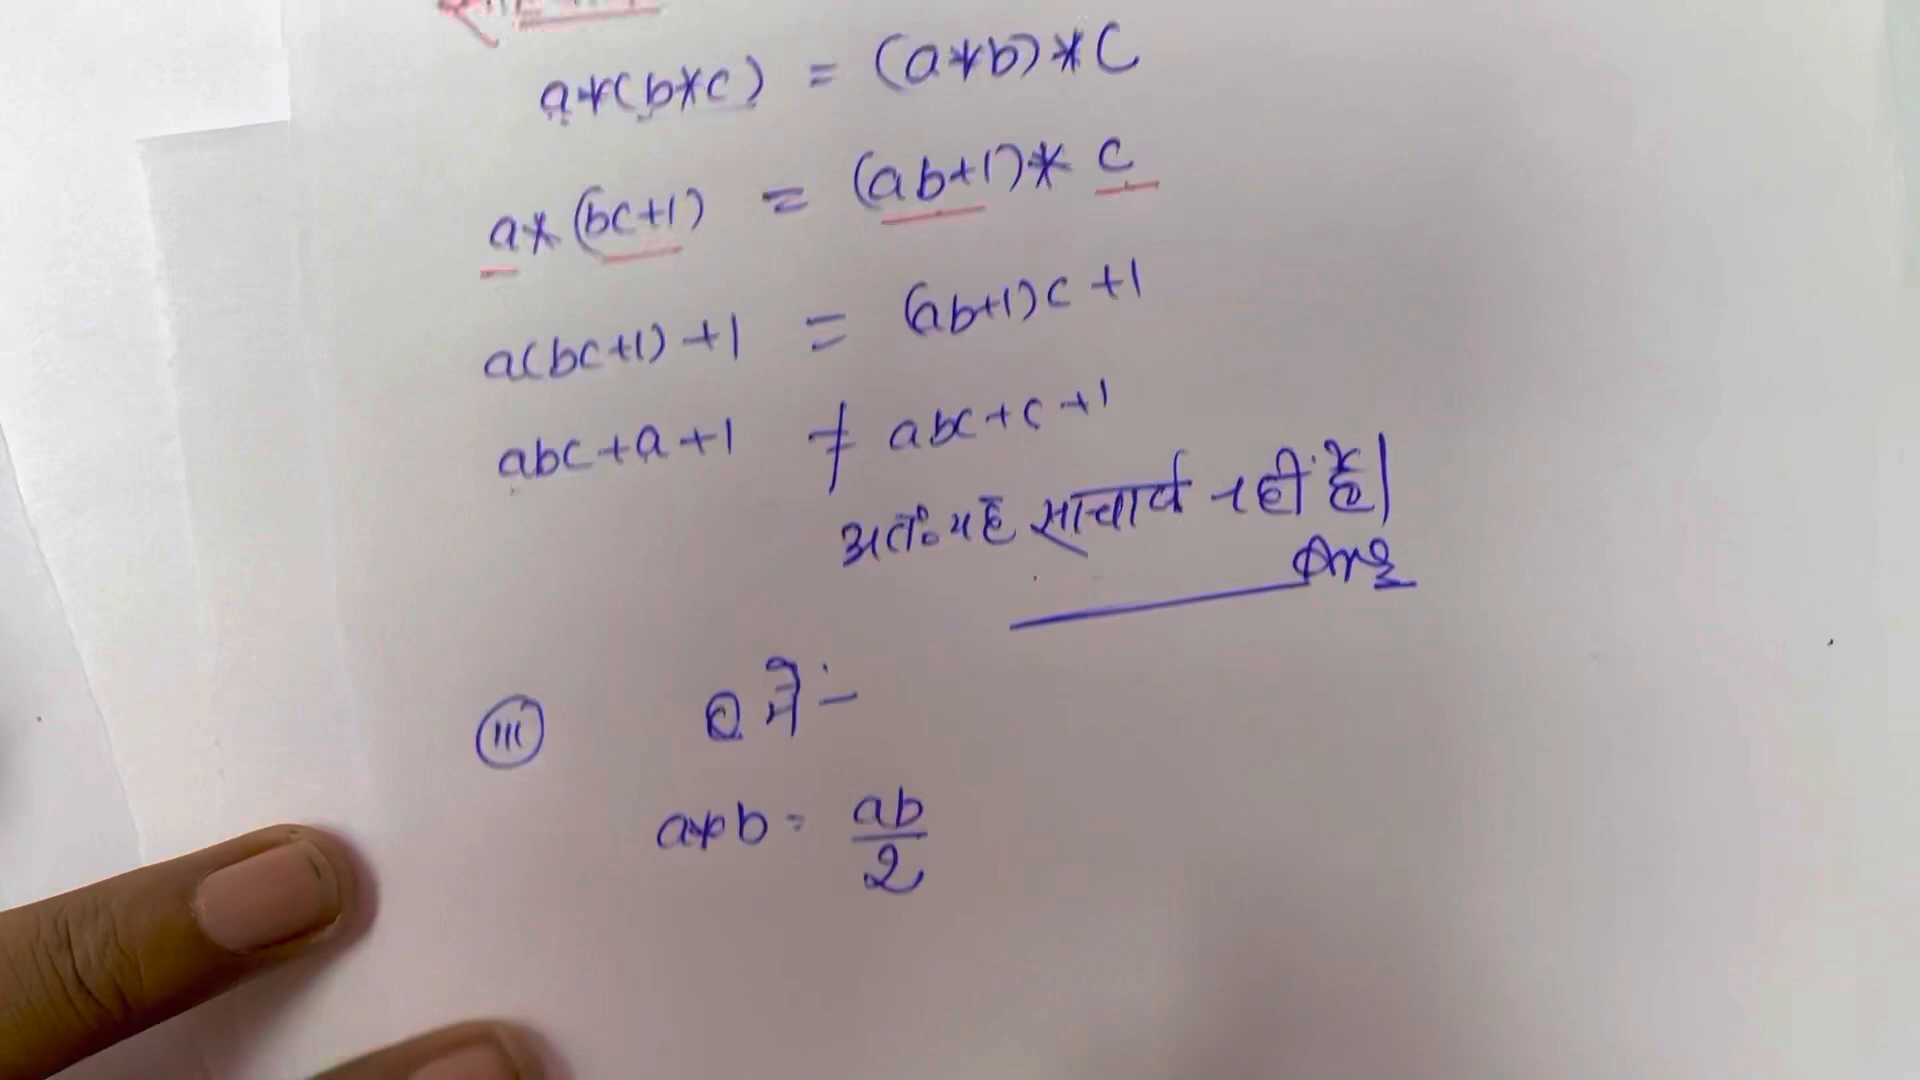 a*(b*c) = (a*b)*c
a*(bc+1) = (ab+1)*c
a(bc+1)+1 = (ab+1)c+1
abc+a+1 ≠ abc+c+1
अतः यह साचार्य नहीं है।
Ans
(iii) Q में :-
a*b = ab/2